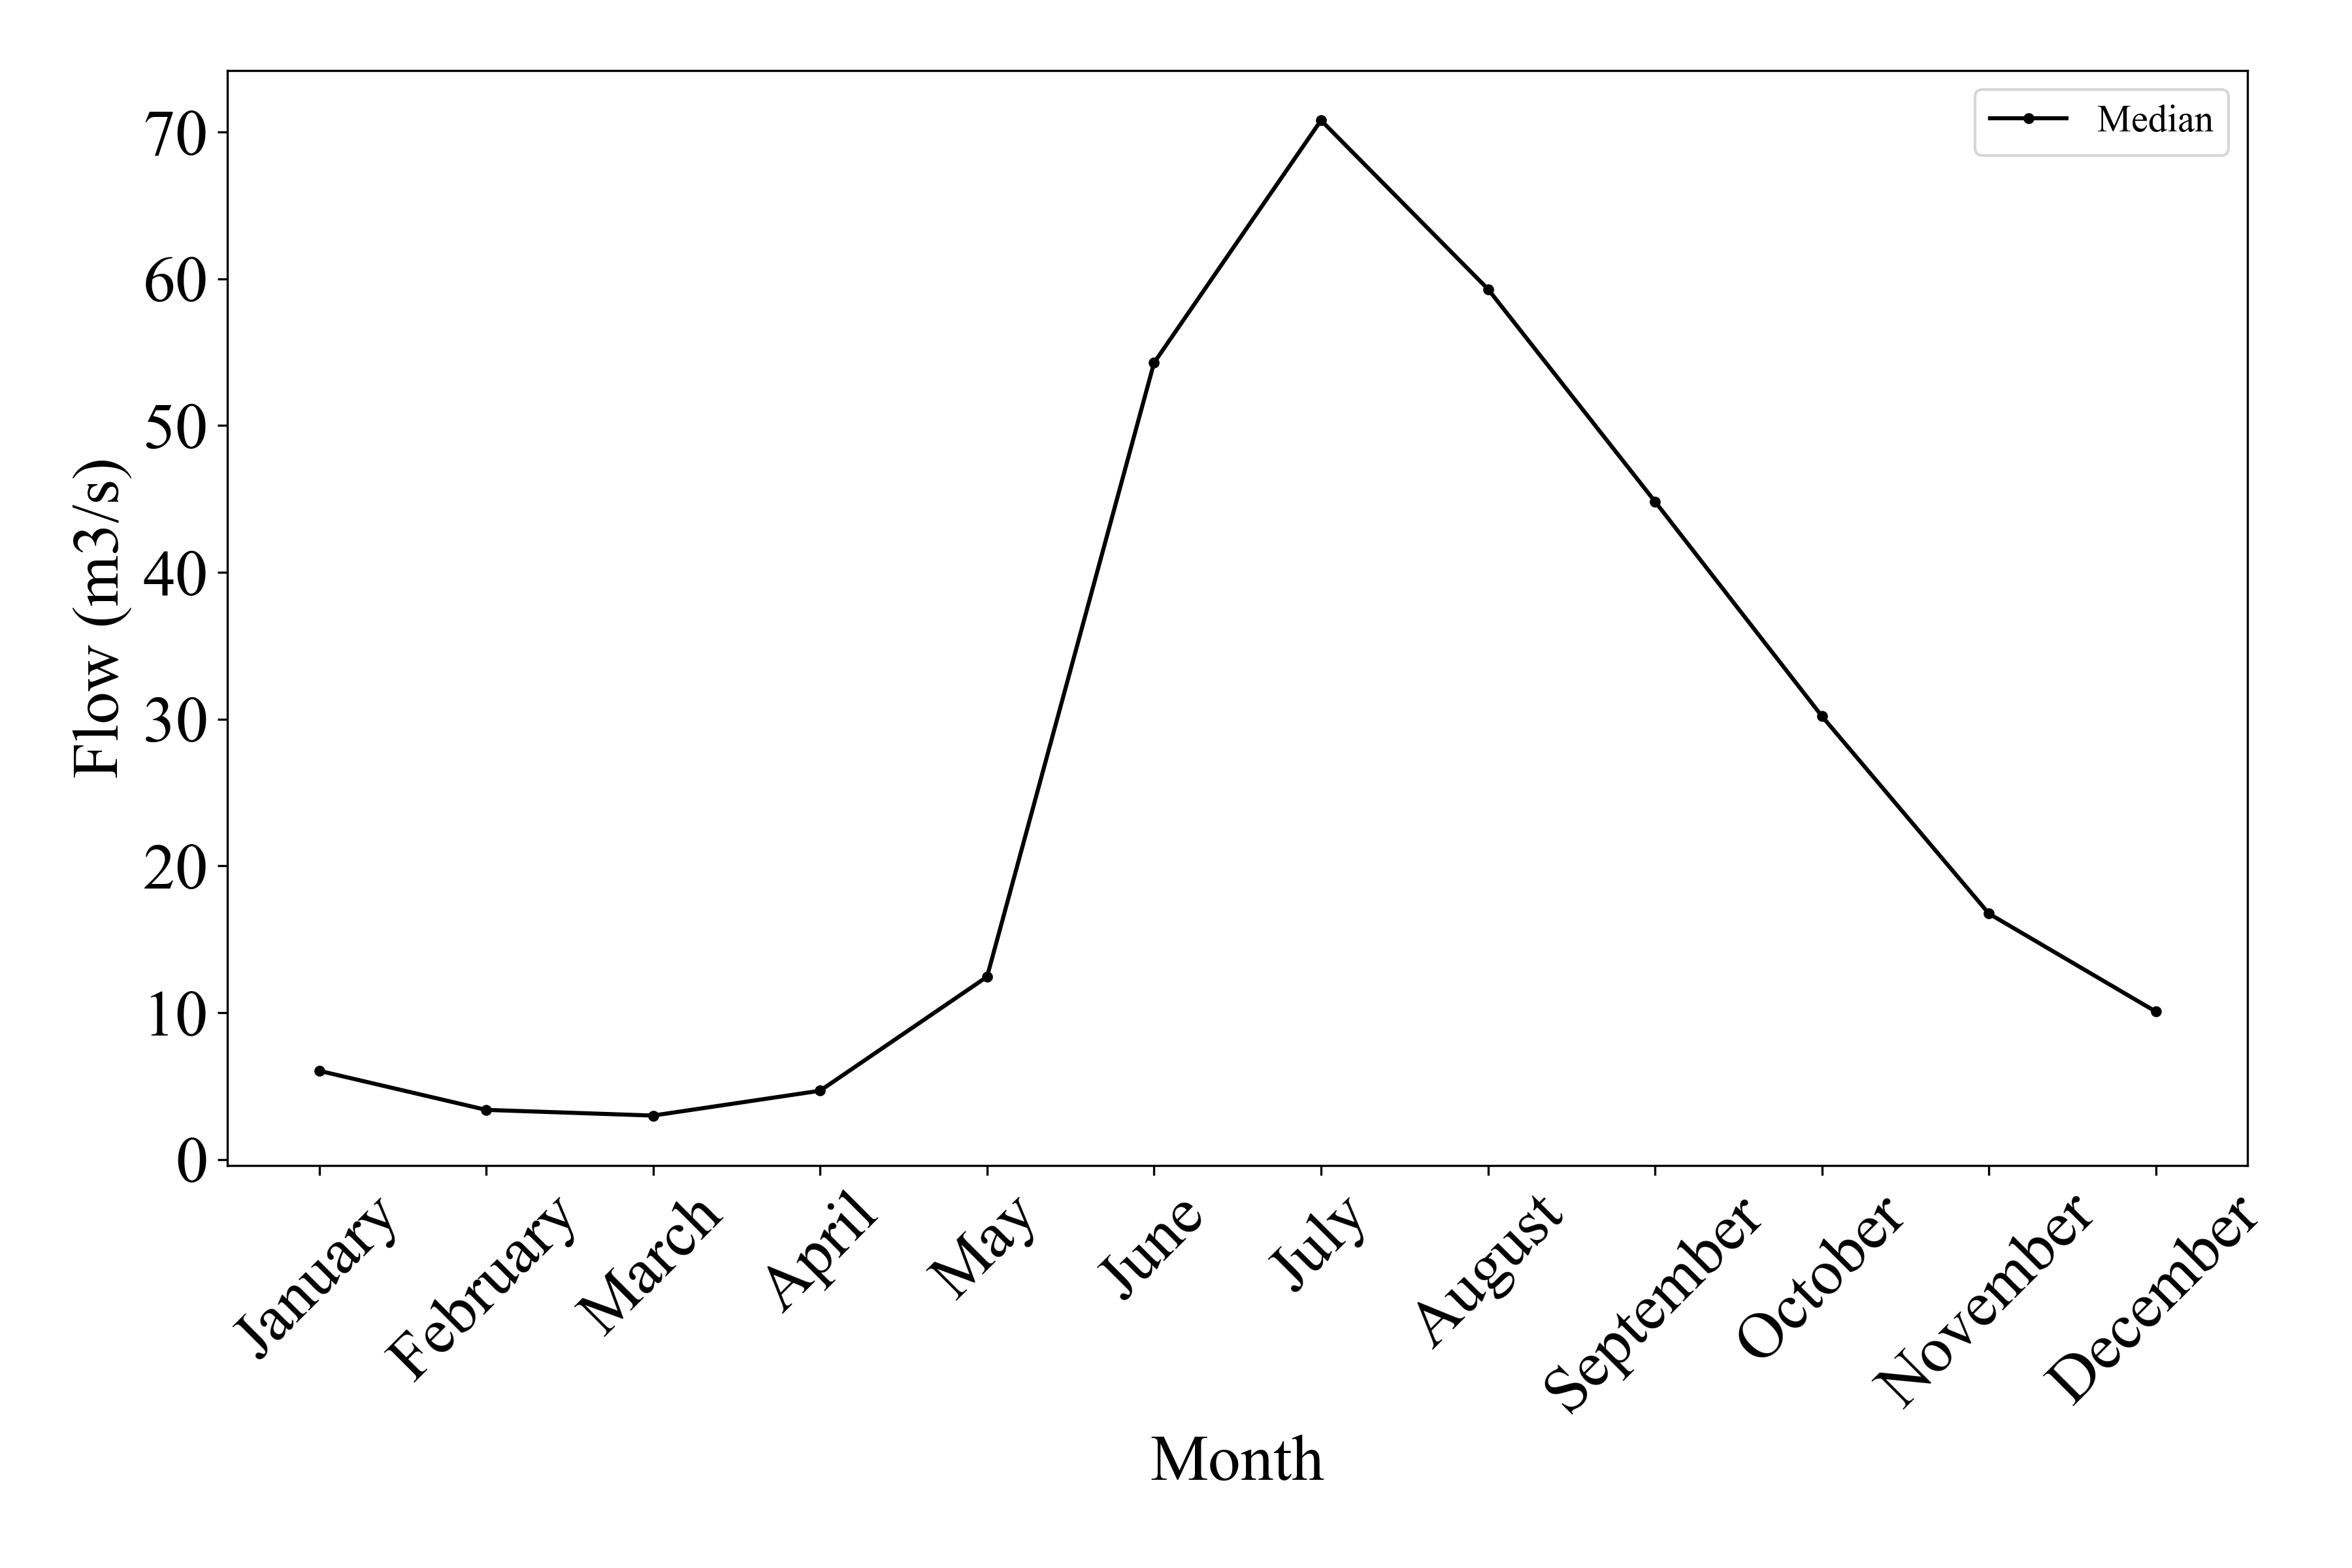 Median
70
60
50
40
30
20
10
0
Flow (m3/s)
January
February
March
April
May
June
July
August
September
October
November
December
Month